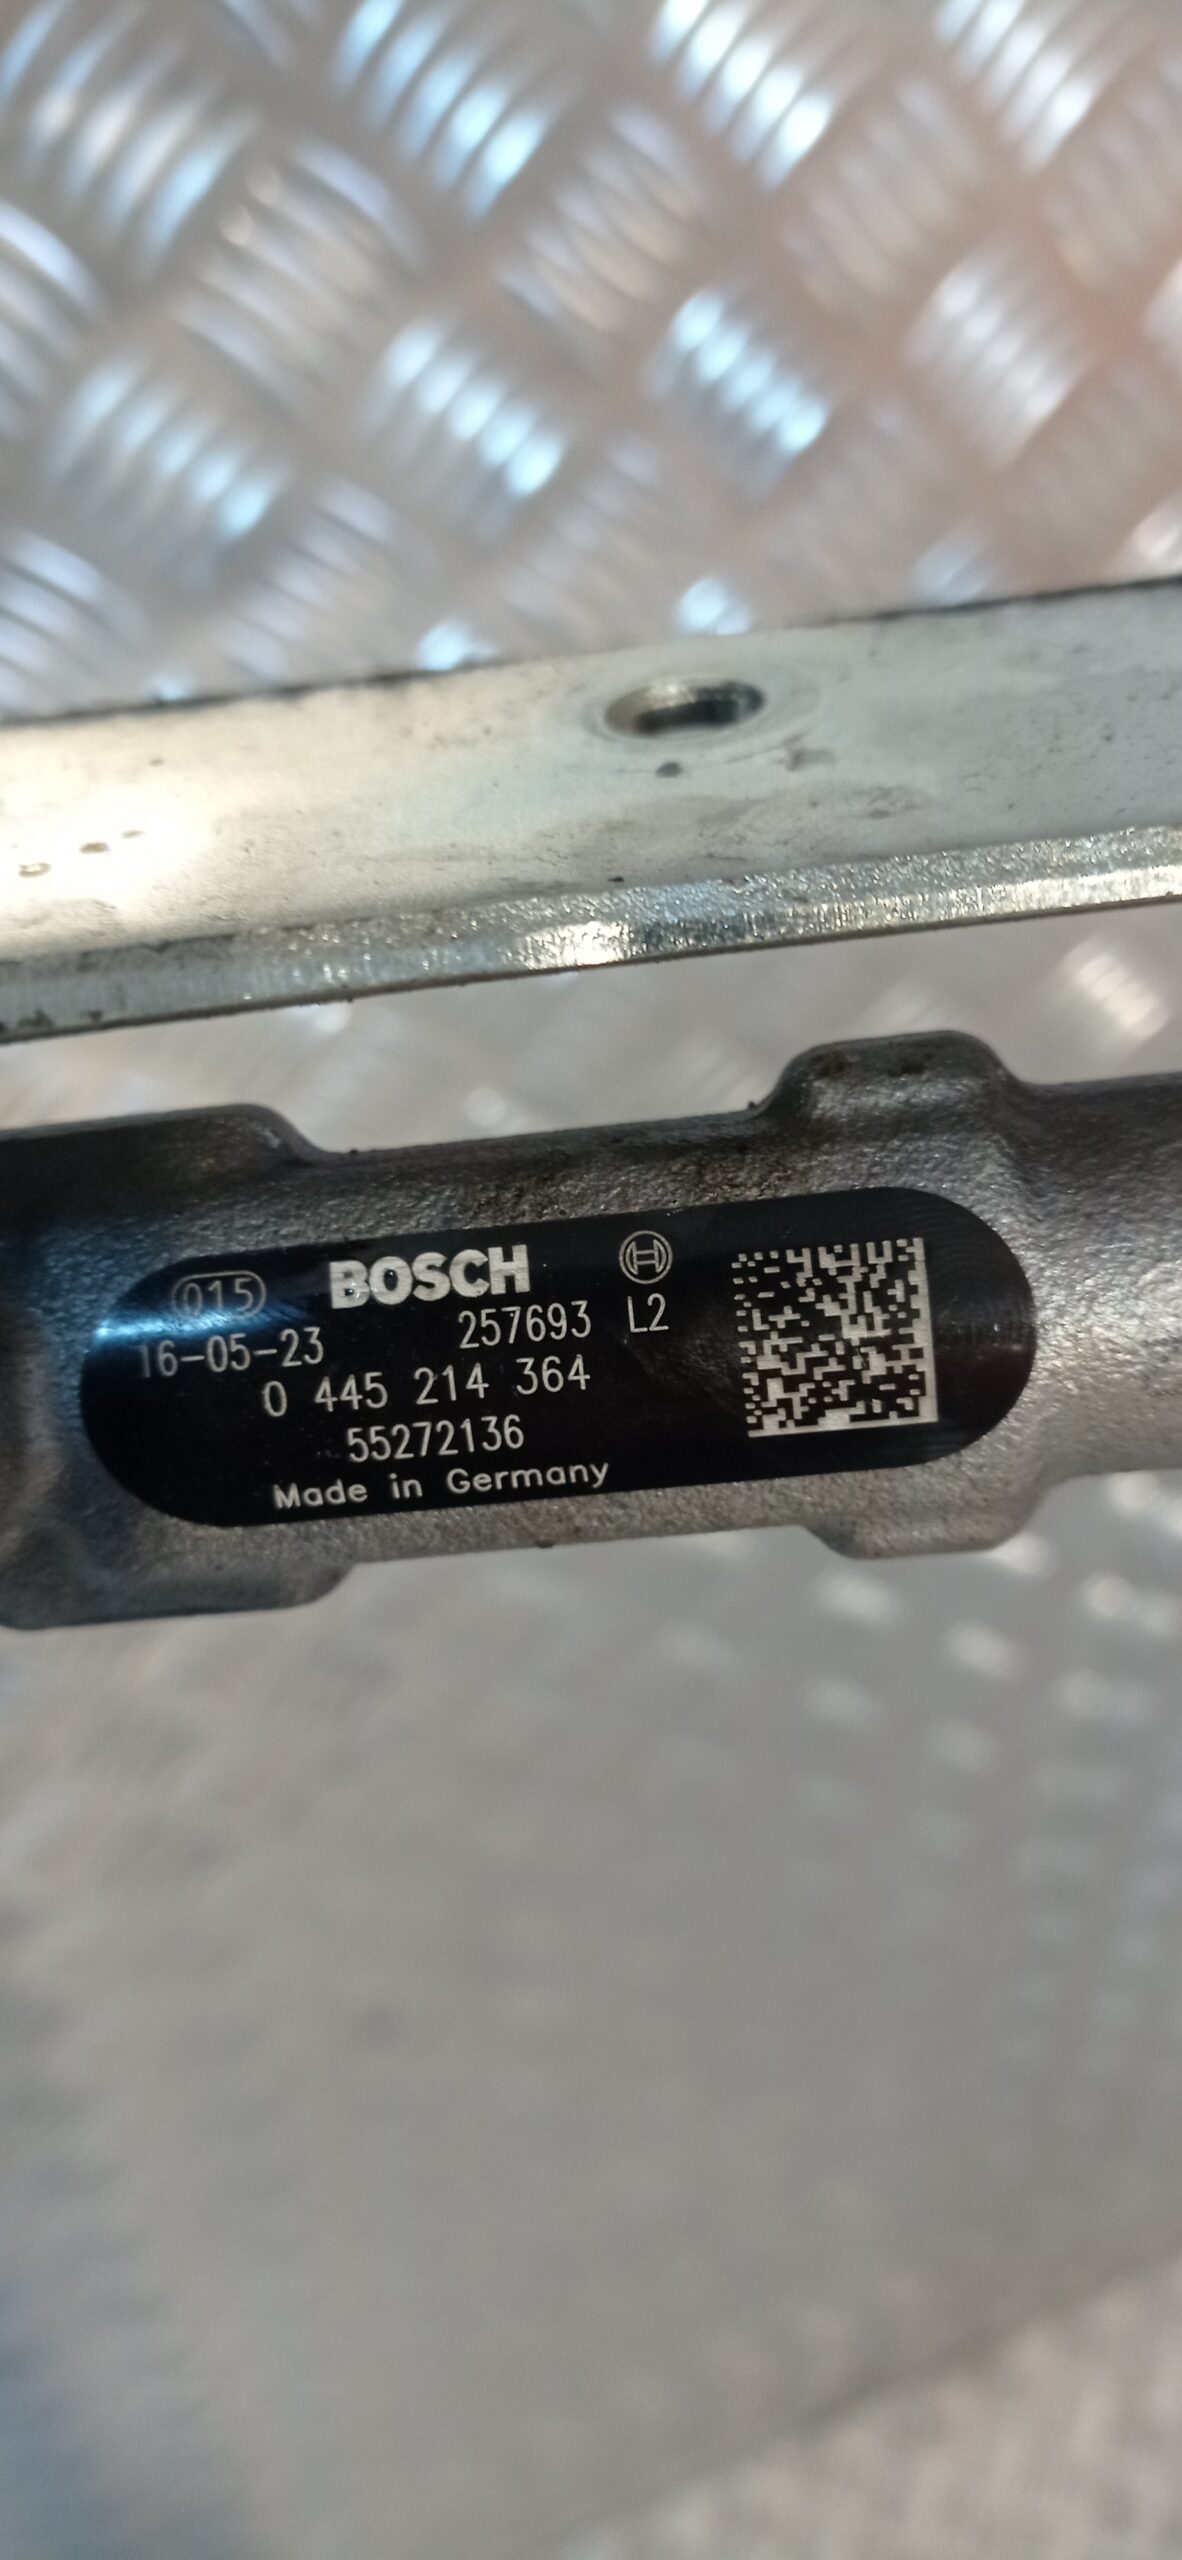 015 BOSCH
16-05-23 257693 L2
0 445 214 364
55272136
Made in Germany